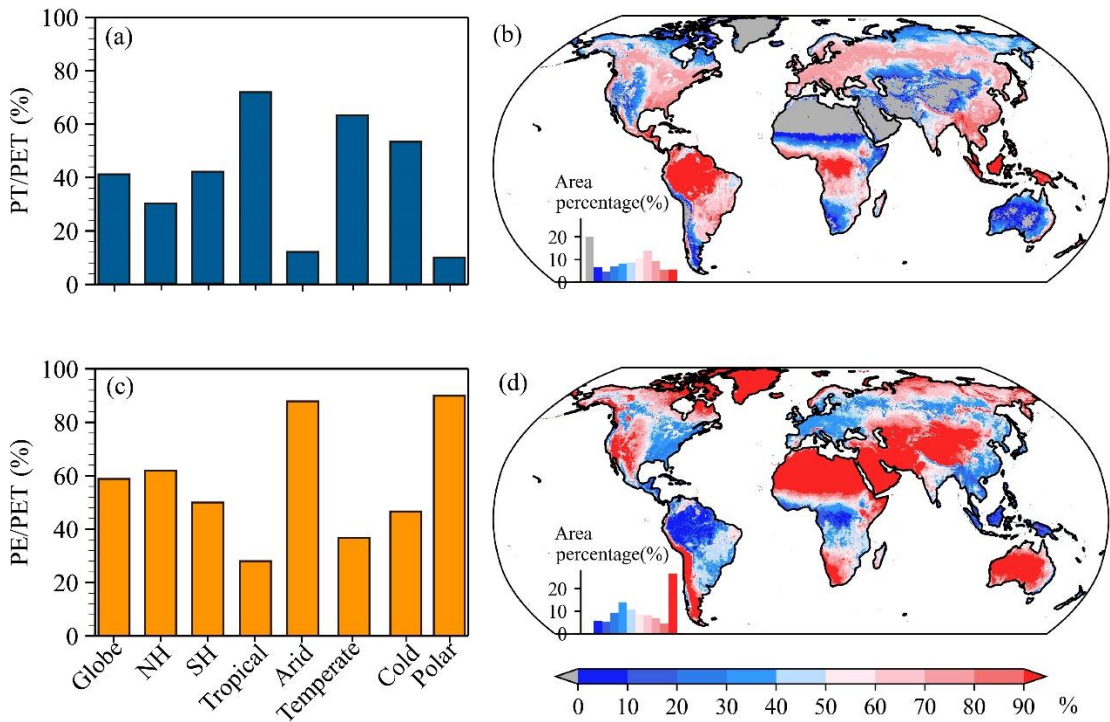 (a)
PT/PET (%)
100
80
60
40
20
0
(b)
Area
percentage(%)
20
10
0
(c)
PE/PET (%)
100
80
60
40
20
0
Globe
NH
SH
Tropical
Arid
Temperate
Cold
Polar
(d)
Area
percentage(%)
20
10
0
0 10 20 30 40 50 60 70 80 90 %